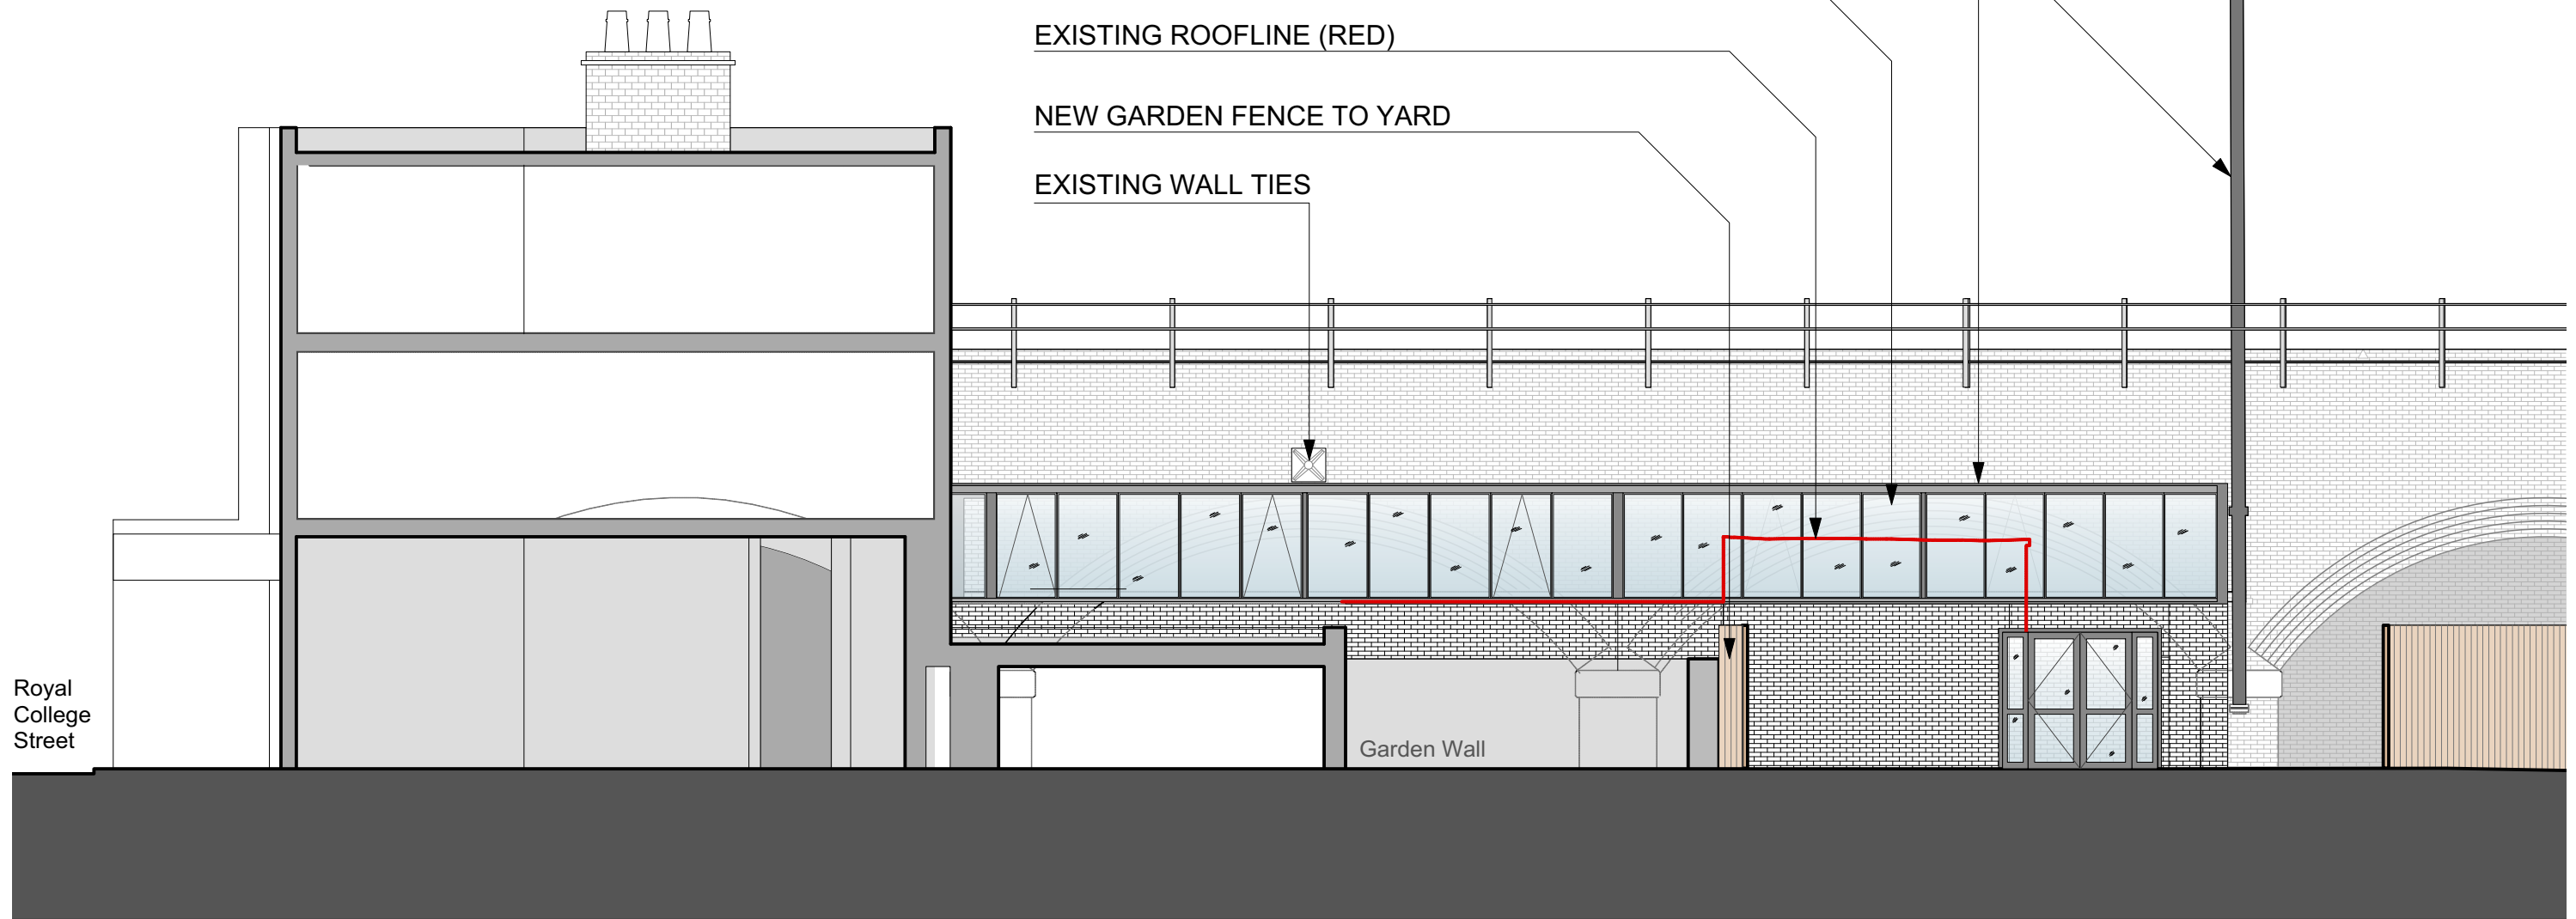 EXISTING ROOFLINE (RED)
NEW GARDEN FENCE TO YARD
EXISTING WALL TIES
Royal
College
Street
Garden Wall